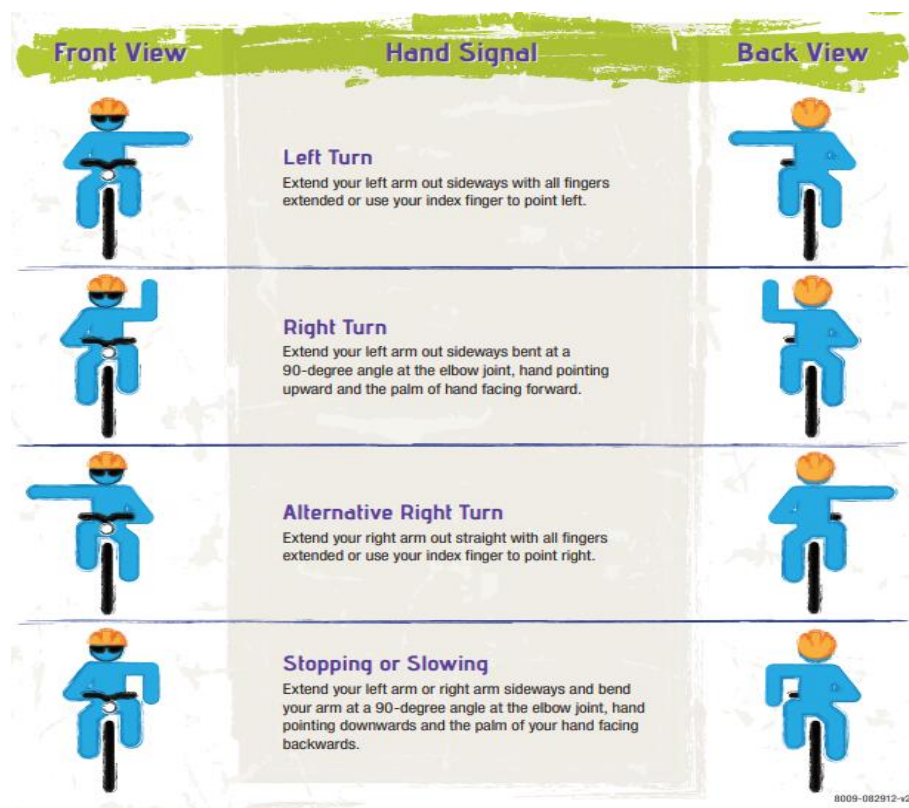 Front View
Hand Signal
Back View
Left Turn
Extend your left arm out sideways with all fingers
extended or use your index finger to point left.
Right Turn
Extend your left arm out sideways bent at a
90-degree angle at the elbow joint, hand pointing
upward and the palm of hand facing forward.
Alternative Right Turn
Extend your right arm out straight with all fingers
extended or use your index finger to point right.
Stopping or Slowing
Extend your left arm or right arm sideways and bend
your arm at a 90-degree angle at the elbow joint, hand
pointing downwards and the palm of your hand facing
backwards.
8009-082912-v2